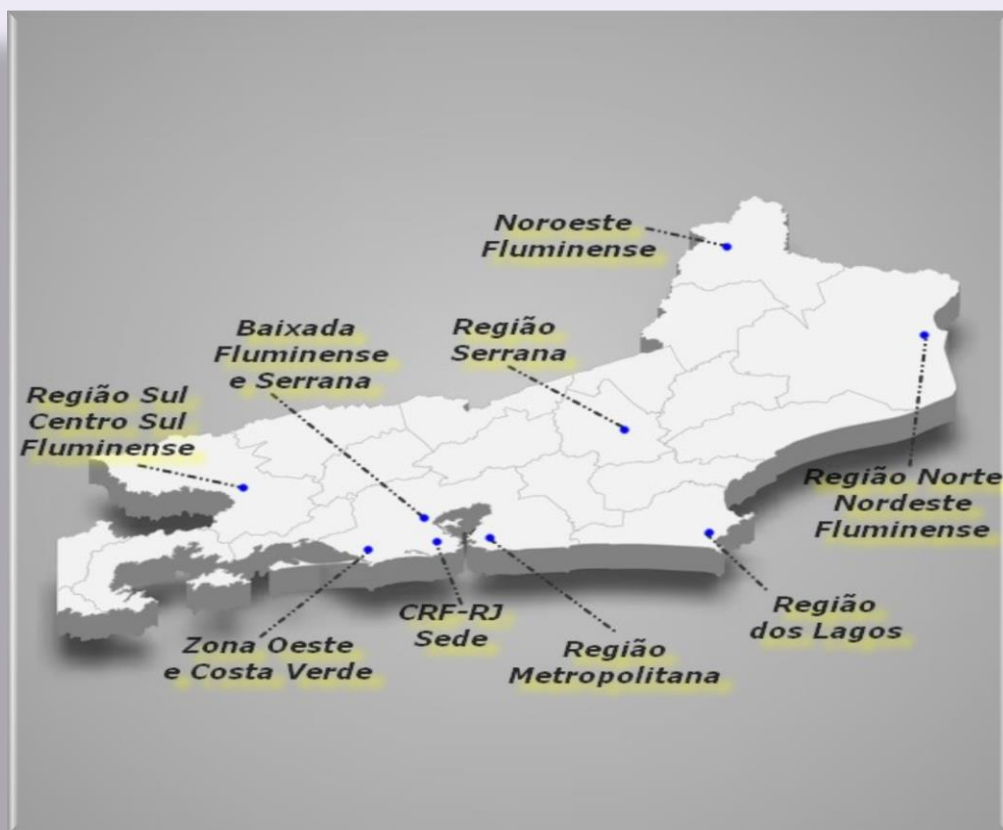 Noroeste
Fluminense
Baixada
Fluminense
e Serrana
Região
Serrana
Região Sul
Centro Sul
Fluminense
Região Norte
Nordeste
Fluminense
Zona Oeste
e Costa Verde
CRF-RJ
Sede
Região
Metropolitana
Região
dos Lagos